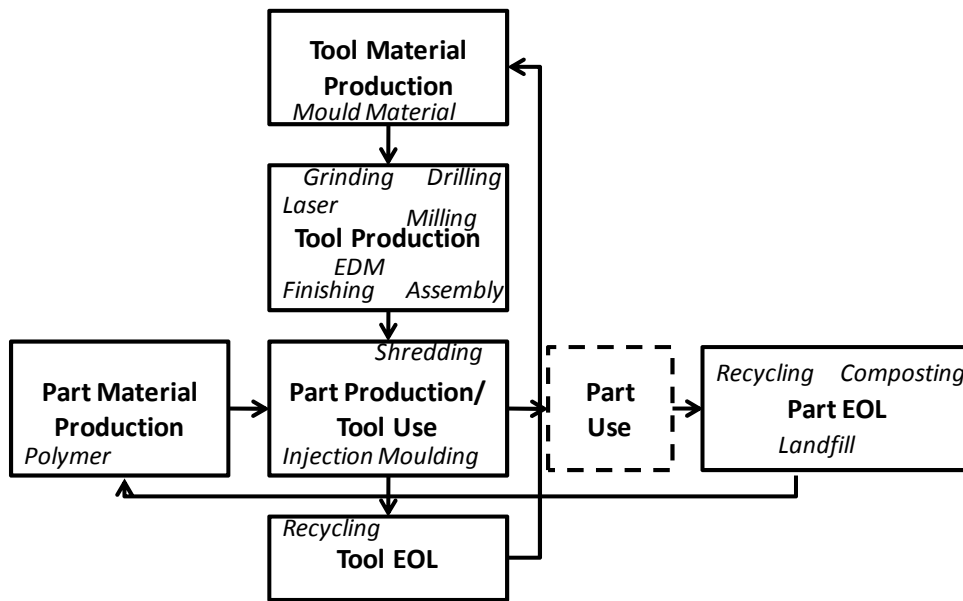 Tool Material
Production
Mould Material
Grinding Drilling
Laser
Milling
Tool Production
EDM
Finishing Assembly
Shredding
Part Material
Production
Polymer
Part Production/
Tool Use
Injection Moulding
Part
Use
Recycling Composting
Part EOL
Landfill
Recycling
Tool EOL